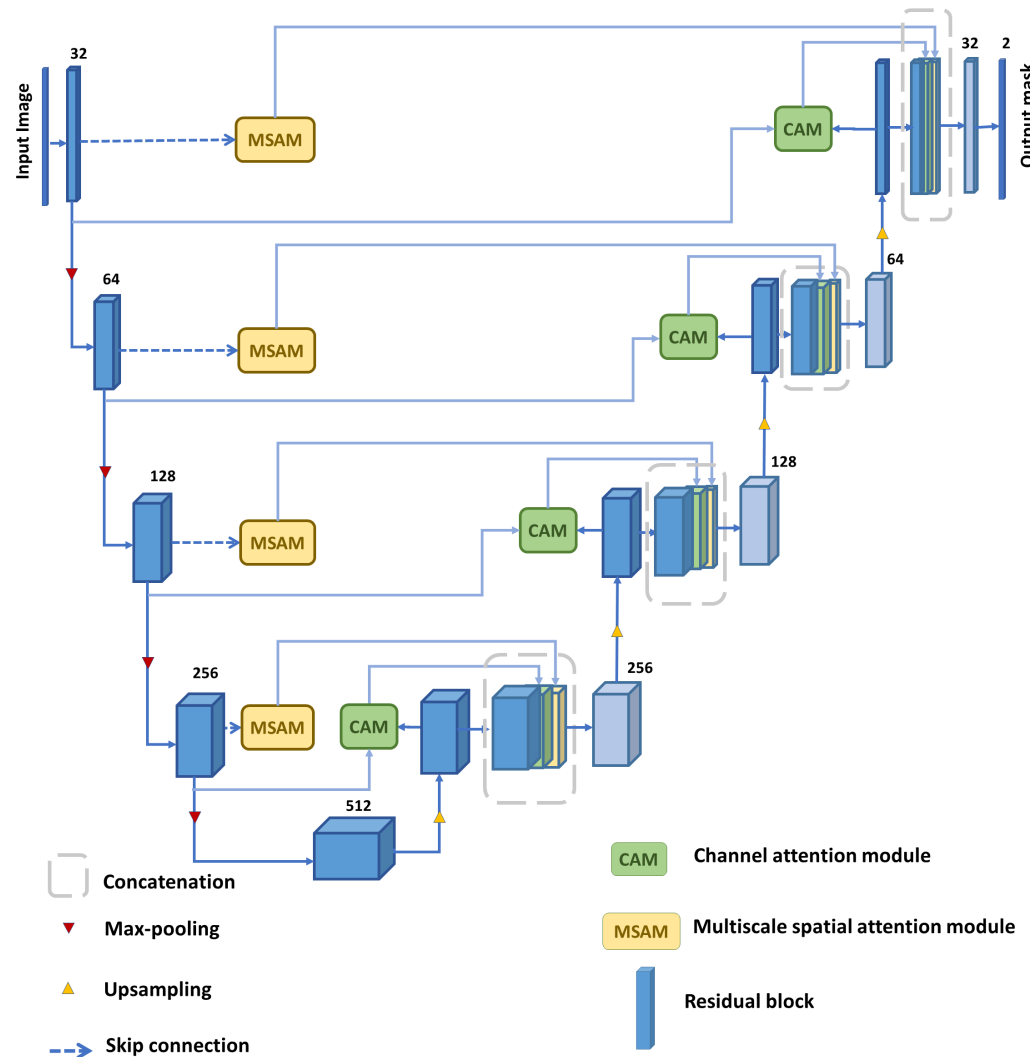 32
32
2
Input Image
MSAM
CAM
Output mask
64
64
MSAM
CAM
128
128
MSAM
CAM
256
256
MSAM
CAM
512
CAM
Channel attention module
Concatenation
Max-pooling
MSAM
Multiscale spatial attention module
Upsampling
Residual block
Skip connection